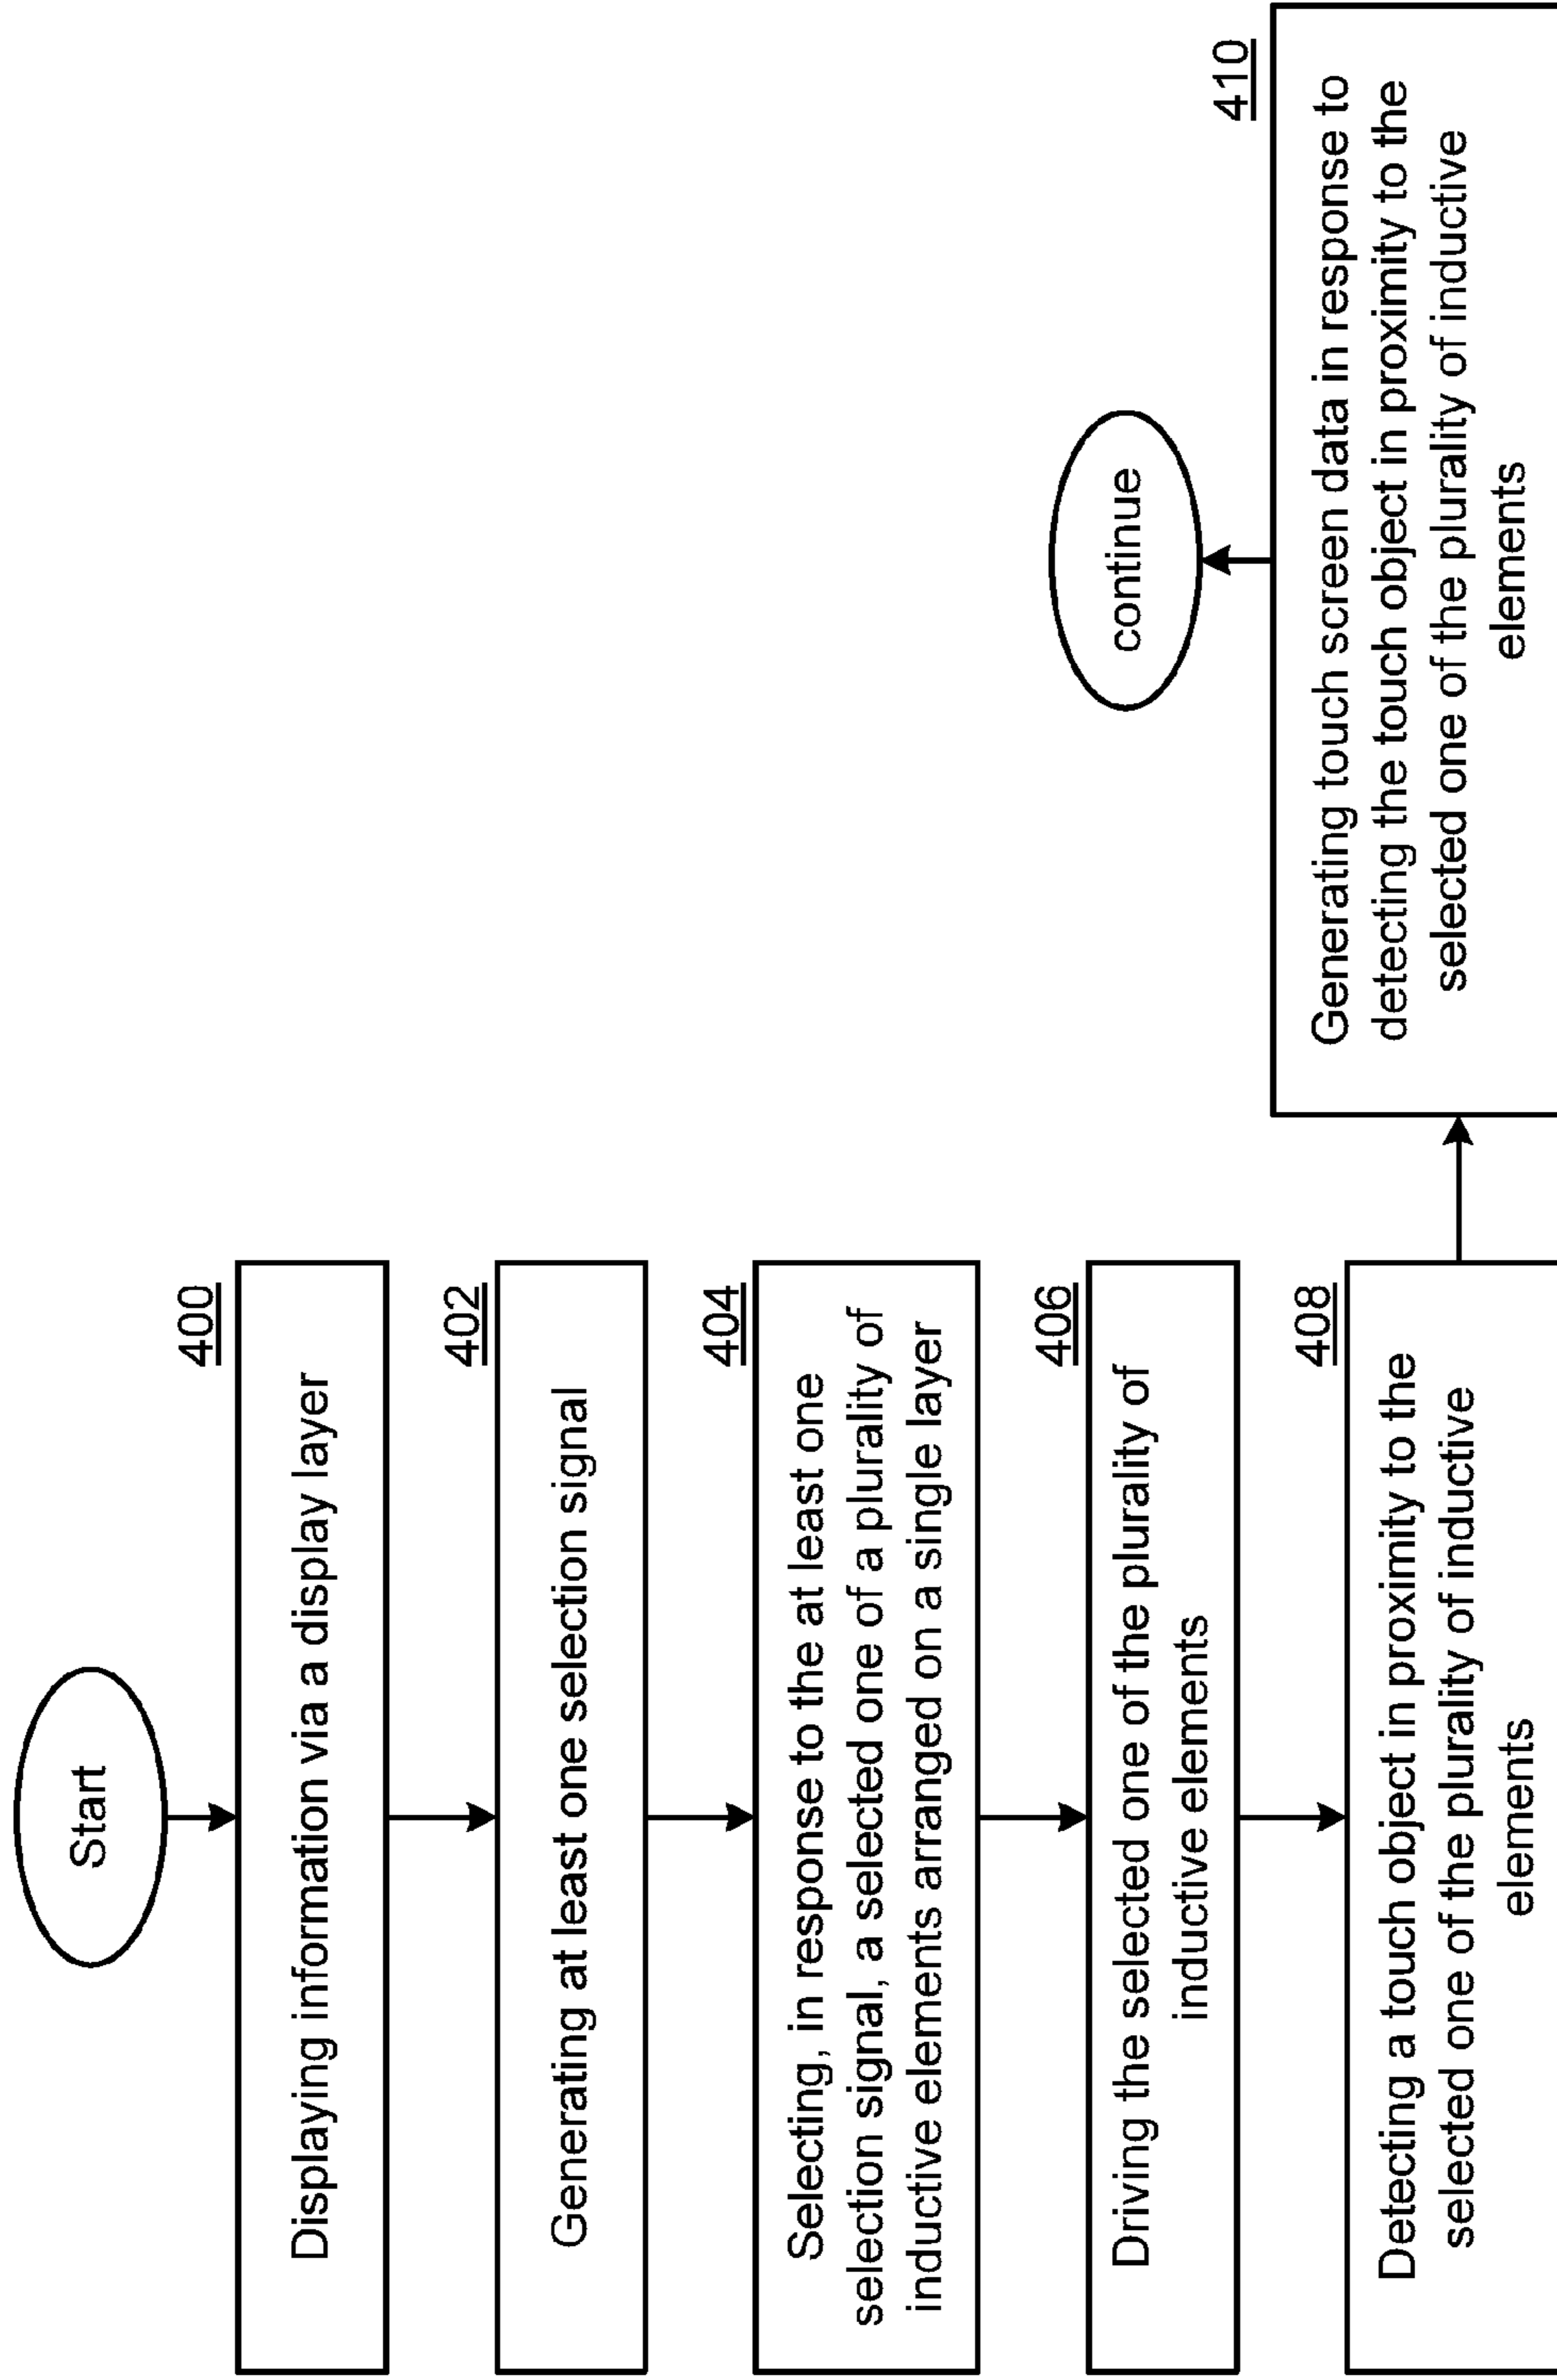 Start
400
Displaying information via a display layer
402
Generating at least one selection signal
404
Selecting, in response to the at least one
selection signal, a selected one of a plurality of
inductive elements arranged on a single layer
406
Driving the selected one of the plurality of
inductive elements
408
Detecting a touch object in proximity to the
selected one of the plurality of inductive
elements
410
Generating touch screen data in response to
detecting the touch object in proximity to the
selected one of the plurality of inductive
elements
continue